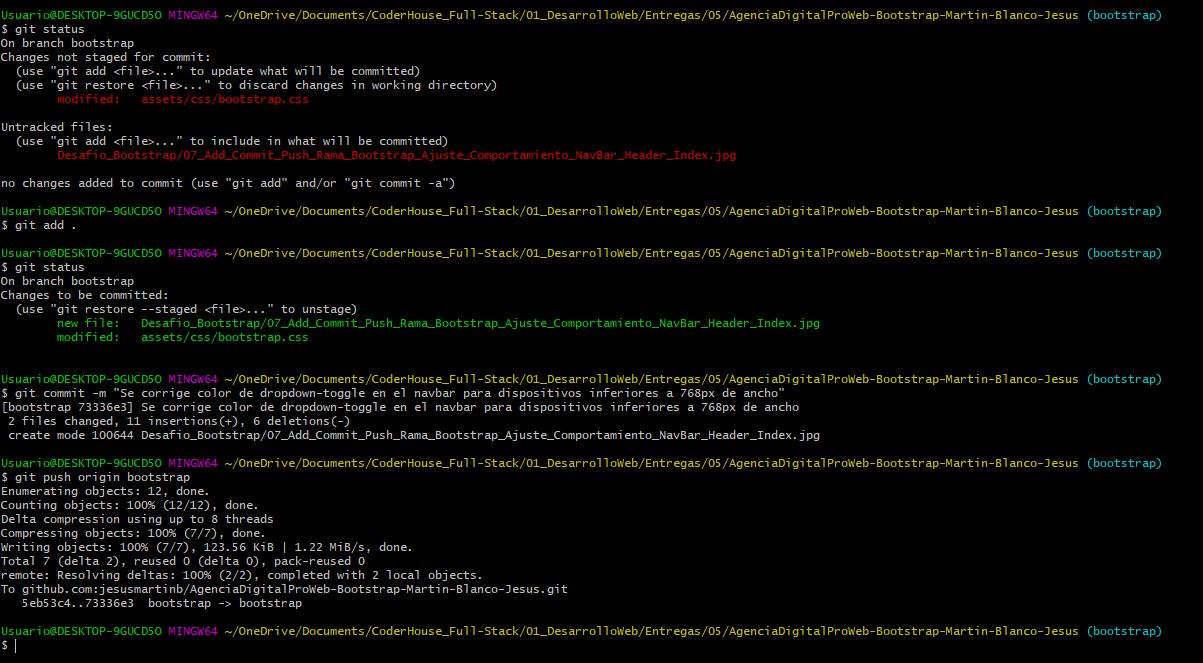 Usuario@DESKTOP-9GUCD5O MINGW64 ~/OneDrive/Documents/CoderHouse_Full-Stack/01_DesarrolloWeb/Entregas/05/AgenciaDigitalProWeb-Bootstrap-Martin-Blanco-Jesus (bootstrap)
$ git status
On branch bootstrap
Changes not staged for commit:
  (use "git add <file>..." to update what will be committed)
  (use "git restore <file>..." to discard changes in working directory)
        modified:   assets/css/bootstrap.css

Untracked files:
  (use "git add <file>..." to include in what will be committed)
        Desafio_Bootstrap/07_Add_Commit_Push_Rama_Bootstrap_Ajuste_Comportamiento_NavBar_Header_Index.jpg

no changes added to commit (use "git add" and/or "git commit -a")

Usuario@DESKTOP-9GUCD5O MINGW64 ~/OneDrive/Documents/CoderHouse_Full-Stack/01_DesarrolloWeb/Entregas/05/AgenciaDigitalProWeb-Bootstrap-Martin-Blanco-Jesus (bootstrap)
$ git add .

Usuario@DESKTOP-9GUCD5O MINGW64 ~/OneDrive/Documents/CoderHouse_Full-Stack/01_DesarrolloWeb/Entregas/05/AgenciaDigitalProWeb-Bootstrap-Martin-Blanco-Jesus (bootstrap)
$ git status
On branch bootstrap
Changes to be committed:
  (use "git restore --staged <file>..." to unstage)
        new file:   Desafio_Bootstrap/07_Add_Commit_Push_Rama_Bootstrap_Ajuste_Comportamiento_NavBar_Header_Index.jpg
        modified:   assets/css/bootstrap.css

Usuario@DESKTOP-9GUCD5O MINGW64 ~/OneDrive/Documents/CoderHouse_Full-Stack/01_DesarrolloWeb/Entregas/05/AgenciaDigitalProWeb-Bootstrap-Martin-Blanco-Jesus (bootstrap)
$ git commit -m "Se corrige color de dropdown-toggle en el navbar para dispositivos inferiores a 768px de ancho"
[bootstrap 73336e3] Se corrige color de dropdown-toggle en el navbar para dispositivos inferiores a 768px de ancho
 2 files changed, 11 insertions(+), 6 deletions(-)
 create mode 100644 Desafio_Bootstrap/07_Add_Commit_Push_Rama_Bootstrap_Ajuste_Comportamiento_NavBar_Header_Index.jpg

Usuario@DESKTOP-9GUCD5O MINGW64 ~/OneDrive/Documents/CoderHouse_Full-Stack/01_DesarrolloWeb/Entregas/05/AgenciaDigitalProWeb-Bootstrap-Martin-Blanco-Jesus (bootstrap)
$ git push origin bootstrap
Enumerating objects: 12, done.
Counting objects: 100% (12/12), done.
Delta compression using up to 8 threads
Compressing objects: 100% (7/7), done.
Writing objects: 100% (7/7), 123.56 KiB | 1.22 MiB/s, done.
Total 7 (delta 2), reused 0 (delta 0), pack-reused 0
remote: Resolving deltas: 100% (2/2), completed with 2 local objects.
To github.com:jesusmartinb/AgenciaDigitalProWeb-Bootstrap-Martin-Blanco-Jesus.git
   5eb53c4..73336e3  bootstrap -> bootstrap

Usuario@DESKTOP-9GUCD5O MINGW64 ~/OneDrive/Documents/CoderHouse_Full-Stack/01_DesarrolloWeb/Entregas/05/AgenciaDigitalProWeb-Bootstrap-Martin-Blanco-Jesus (bootstrap)
$